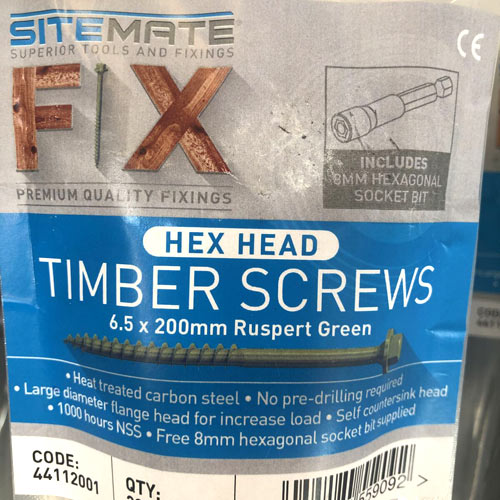 SITEMATE
SUPERIOR TOOLS AND FIXINGS
CE
FIX
PREMIUM QUALITY FIXINGS
INCLUDES
8MM HEXAGONAL
SOCKET BIT
HEX HEAD
TIMBER SCREWS
6.5 x 200mm Ruspert Green
• Heat treated carbon steel • No pre-drilling required
• Large diameter flange head for increase load • Self countersink head
• 1000 hours NSS • Free 8mm hexagonal socket bit supplied
CODE:
44112001
QTY:
659092 >